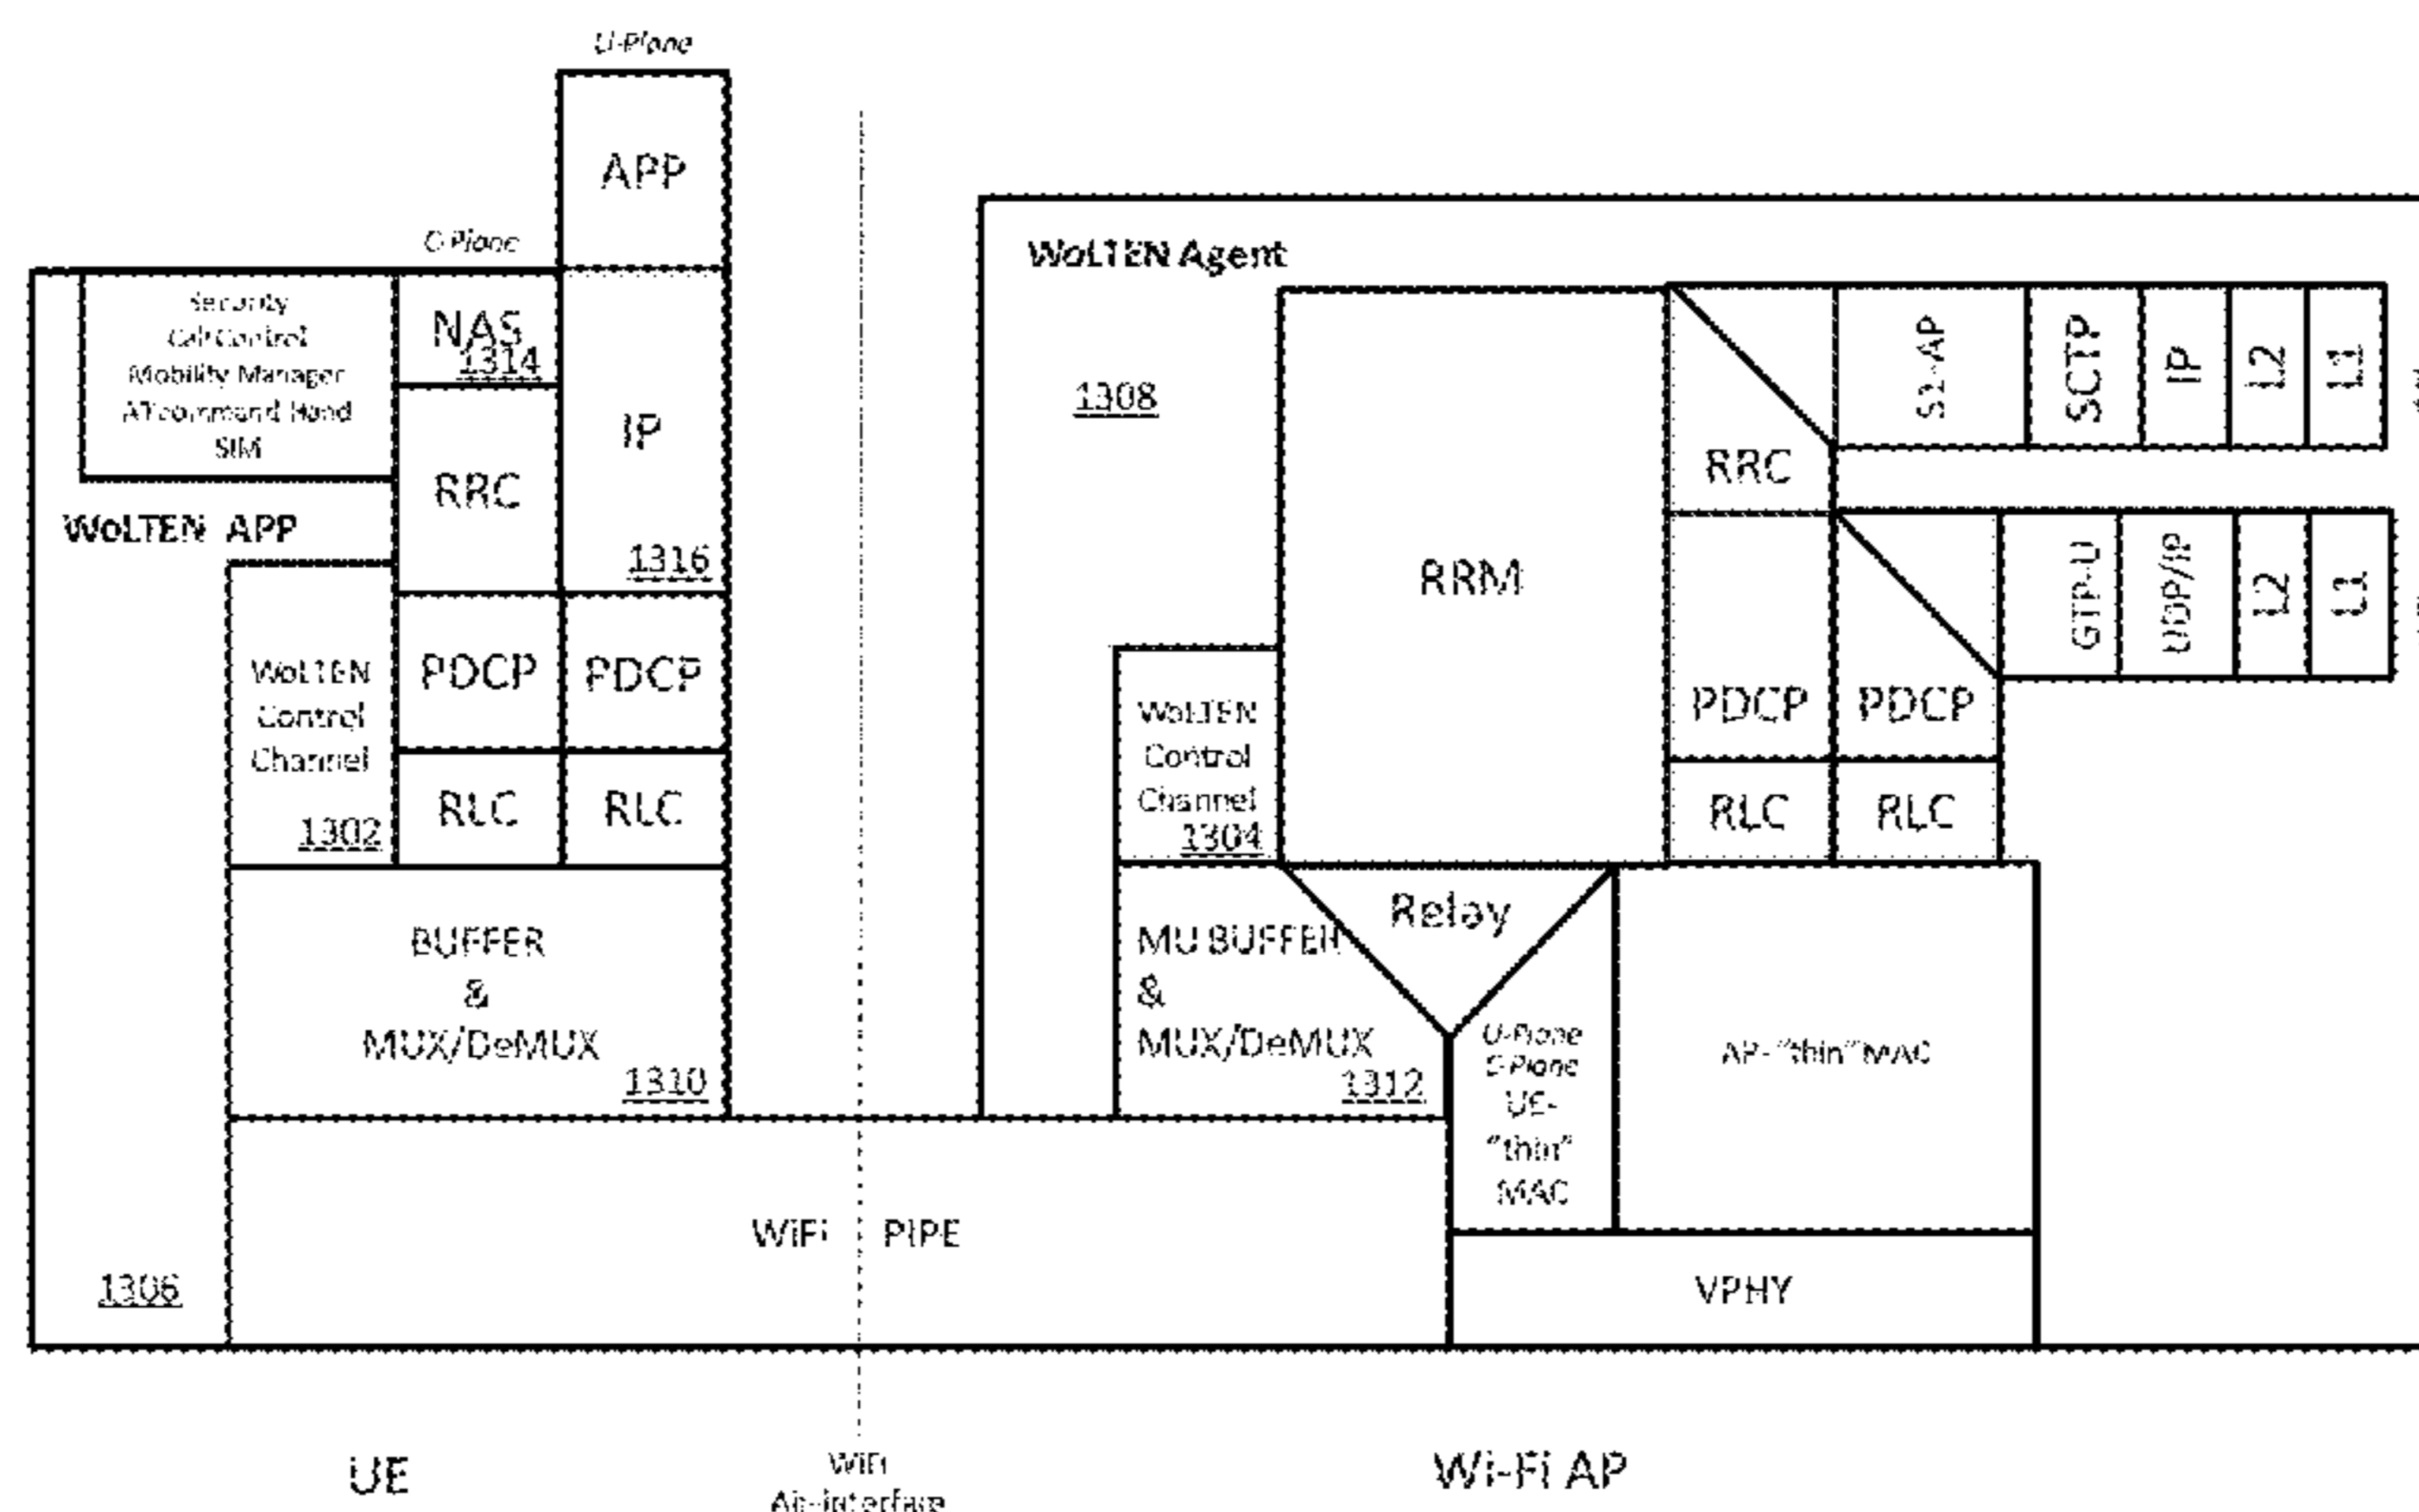 U-Plane
APP
C-Plane
Security
Call Control
Mobility Manager
AT command Hand
SIM
NAS
1314
IP
RRC
WoLTEN APP
1316
WoLTEN
Control
Channel
1302
PDCP
PDCP
RLC
RLC
BUFFER
&
MUX/DeMUX
1310
1306
WiFi PIPE
UE
WiFi
Air-interface
WoLTEN Agent
1308
RRM
RRC
S1-AP
SCTP
IP
L2
L1
GTP-U
UDP/IP
L2
L1
PDCP
PDCP
RLC
RLC
WoLTEN
Control
Channel
1304
Relay
MU BUFFER
&
MUX/DeMUX
1312
U-Plane
C-Plane
UE-
"thin"
MAC
AP-"thin" MAC
VPHY
Wi-Fi AP